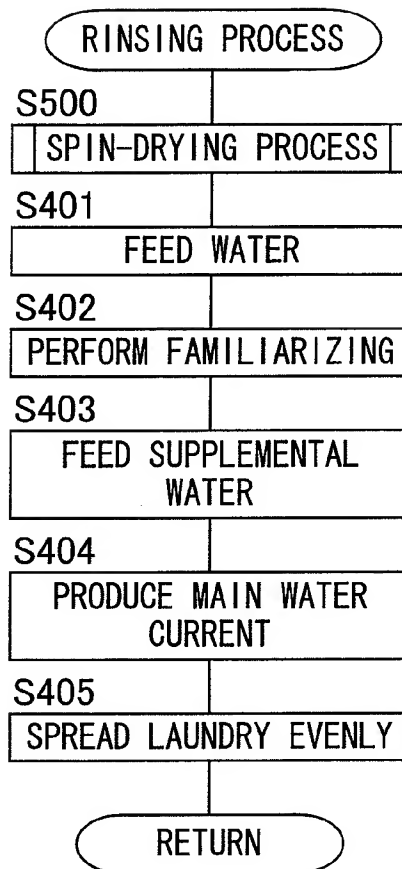 RINSING PROCESS
S500
SPIN-DRYING PROCESS
S401
FEED WATER
S402
PERFORM FAMILIARIZING
S403
FEED SUPPLEMENTAL
WATER
S404
PRODUCE MAIN WATER
CURRENT
S405
SPREAD LAUNDRY EVENLY
RETURN